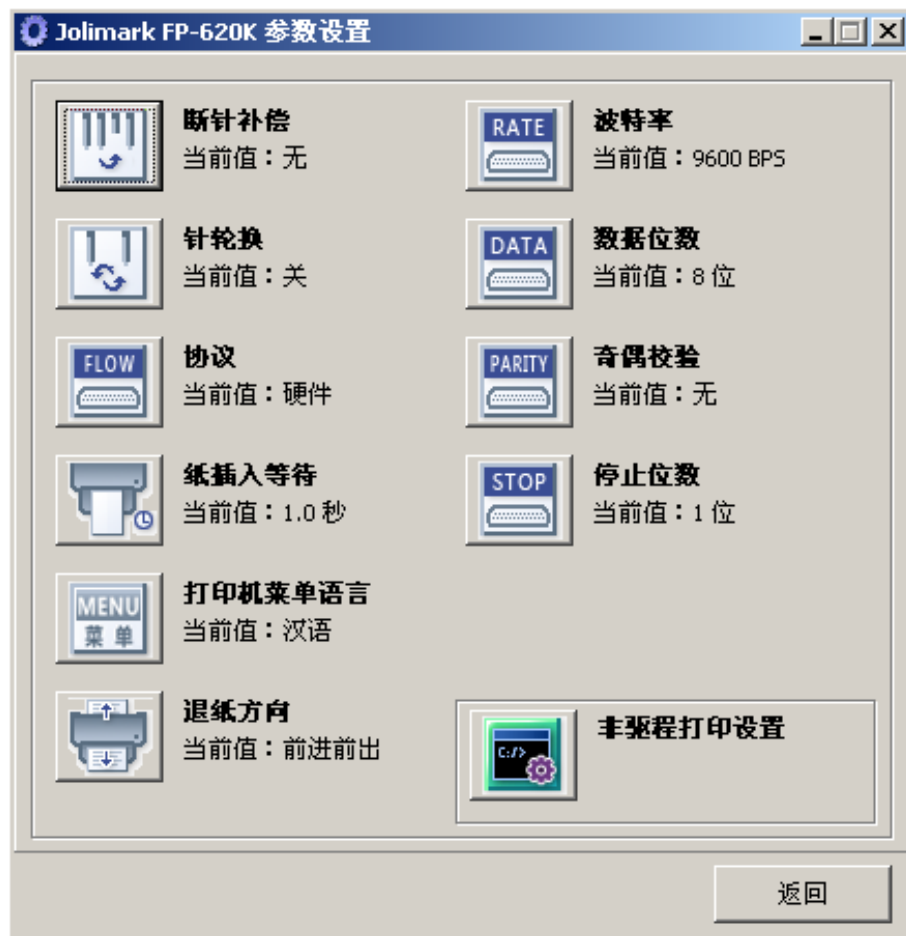 Jolimark FP-620K 参数设置
断针补偿
当前值：无
针轮换
当前值：关
FLOW
协议
当前值：硬件
纸插入等待
当前值：1.0 秒
MENU
菜单
打印机菜单语言
当前值：汉语
退纸方向
当前值：前进前出
RATE
波特率
当前值：9600 BPS
DATA
数据位数
当前值：8 位
PARITY
奇偶校验
当前值：无
STOP
停止位数
当前值：1 位
C:/>
非驱程打印设置
返回